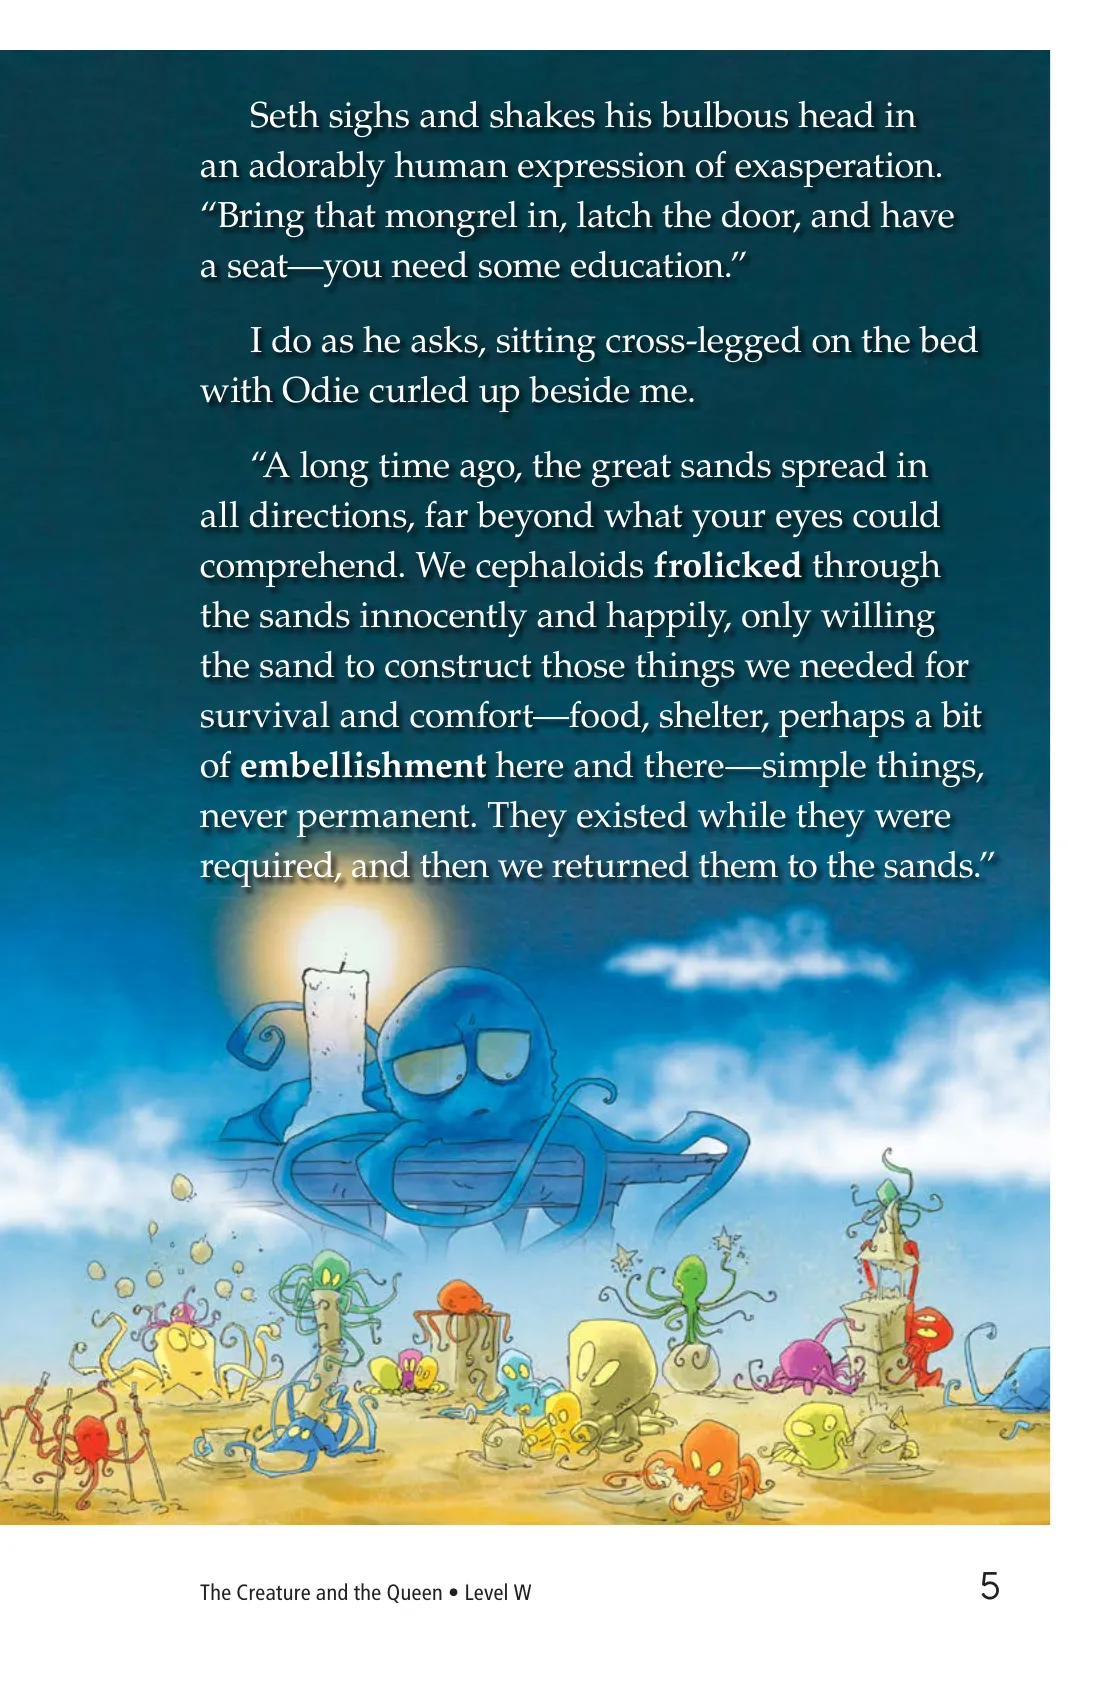 Seth sighs and shakes his bulbous head in
an adorably human expression of exasperation.
“Bring that mongrel in, latch the door, and have
a seat—you need some education.”
I do as he asks, sitting cross-legged on the bed
with Odie curled up beside me.
“A long time ago, the great sands spread in
all directions, far beyond what your eyes could
comprehend. We cephaloids frolicked through
the sands innocently and happily, only willing
the sand to construct those things we needed for
survival and comfort—food, shelter, perhaps a bit
of embellishment here and there—simple things,
never permanent. They existed while they were
required, and then we returned them to the sands.”
The Creature and the Queen • Level W
5